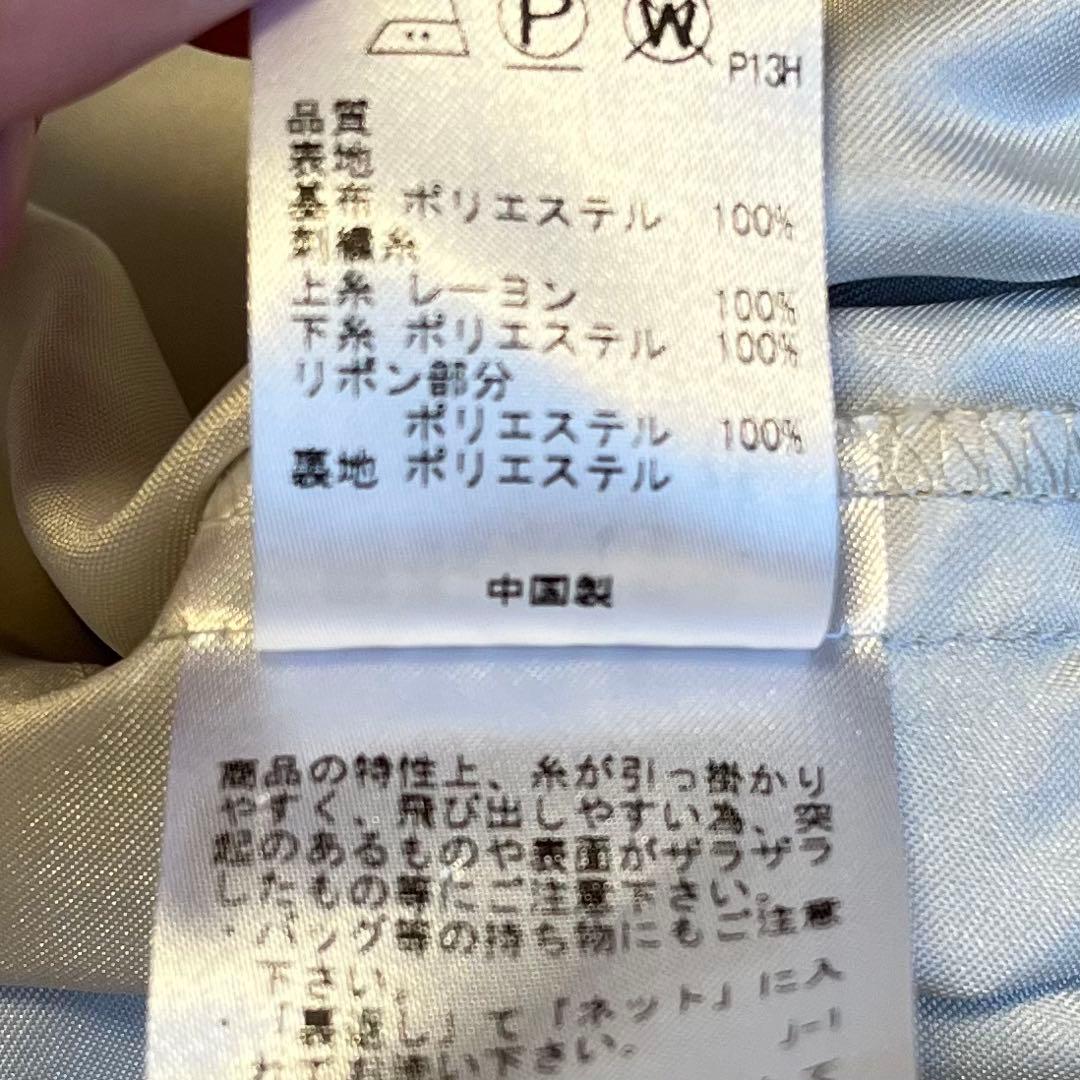 P W
P13H
品質
表地
基布 ポリエステル 100%
刺繍糸
上糸 レーヨン 100%
下糸 ポリエステル 100%
リボン部分
ポリエステル 100%
裏地 ポリエステル
中国製
商品の特性上、糸が引っ掛かり
やすく、飛び出しやすい為、突
起のあるものや表面がザラザラ
したもの等にご注意下さい。
・バッグ等の持ち物にもご注意
下さい。
「裏返し」て「ネット」に入
下さい。